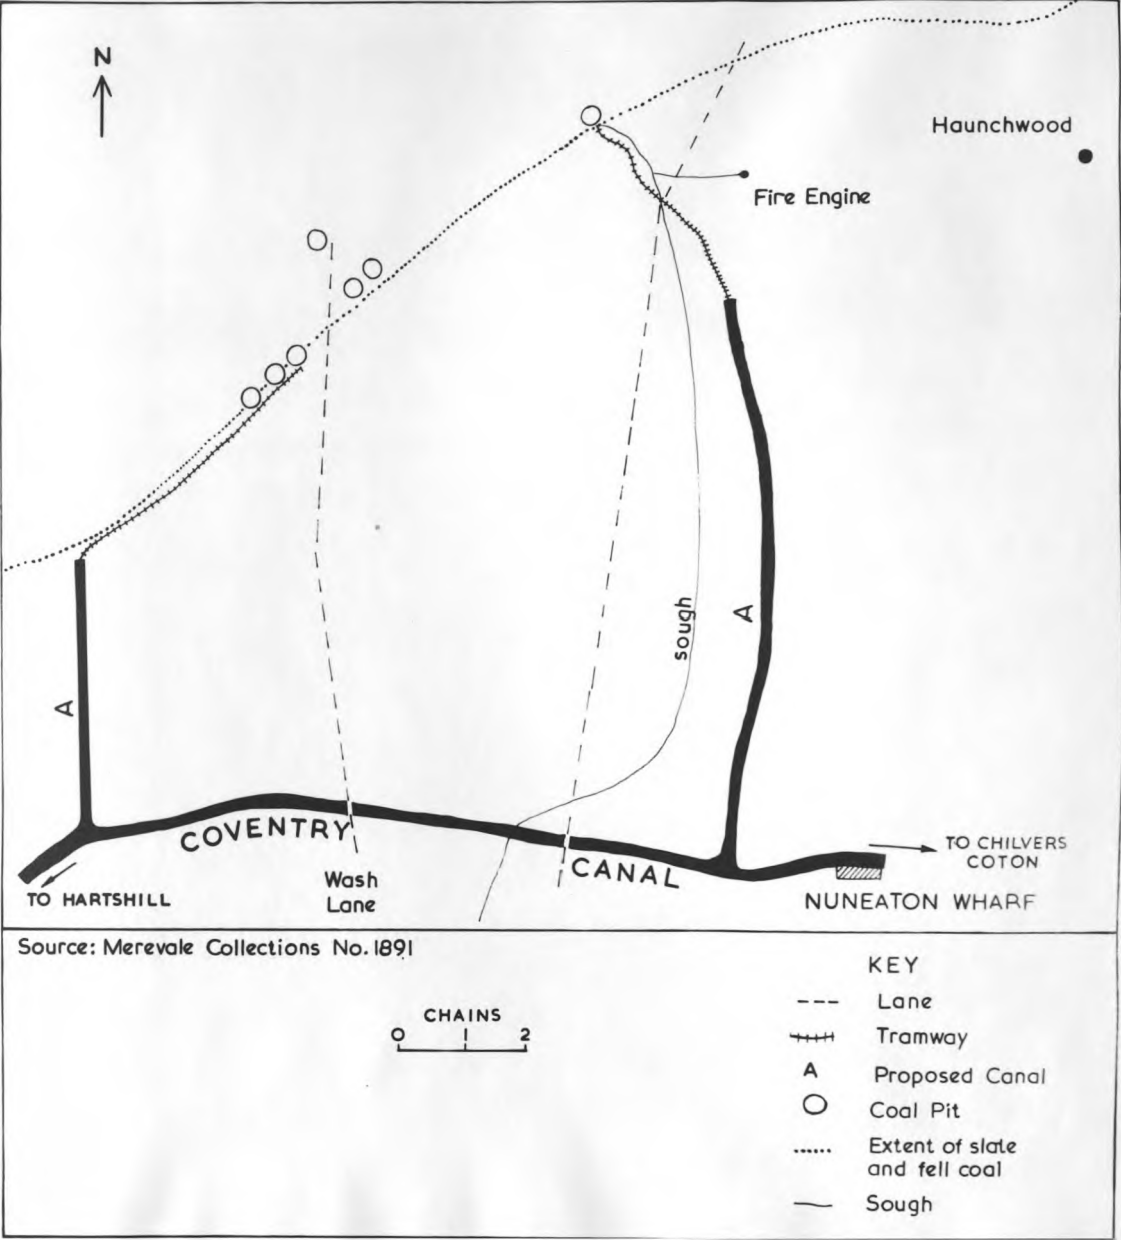 N
Haunchwood
Fire Engine
sough
A
A
COVENTRY
CANAL
TO CHILVERS
COTON
TO HARTSHILL
Wash
Lane
NUNEATON WHARF
Source: Merevale Collections No. 1891
CHAINS
0 1 2
KEY
Lane
Tramway
A Proposed Canal
Coal Pit
Extent of slate
and fell coal
Sough